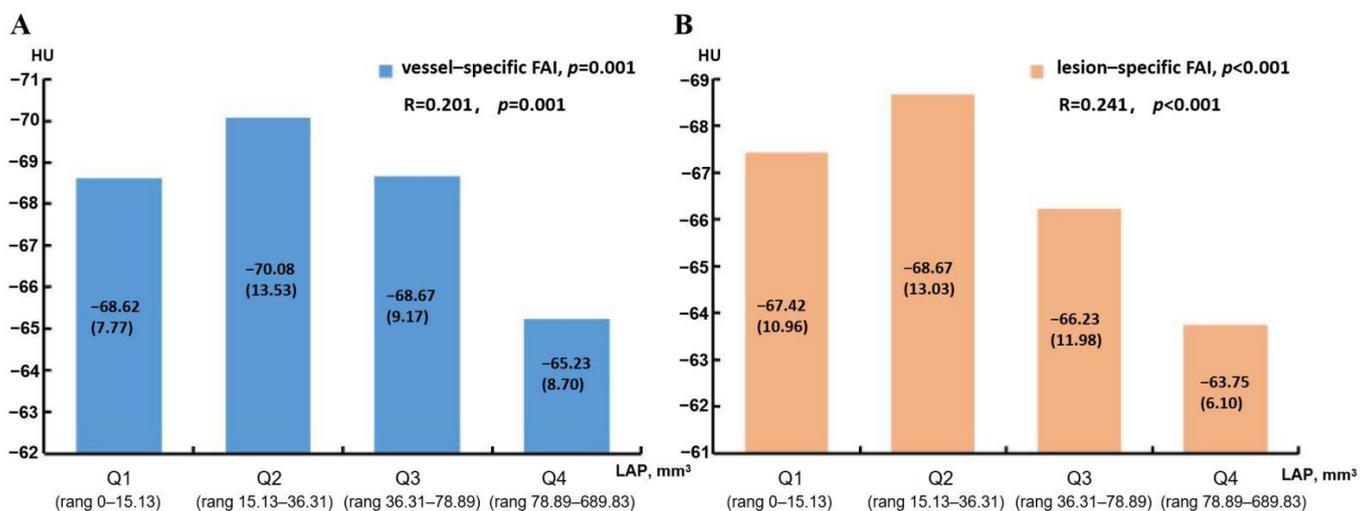 A
HU
−71
−70
−69
−68
−67
−66
−65
−64
−63
−62
vessel–specific FAI, p=0.001
R=0.201, p=0.001
−68.62
(7.77)
−70.08
(13.53)
−68.67
(9.17)
−65.23
(8.70)
Q1
(rang 0–15.13)
Q2
(rang 15.13–36.31)
Q3
(rang 36.31–78.89)
Q4
(rang 78.89–689.83)
LAP, mm³
B
HU
−69
−68
−67
−66
−65
−64
−63
−62
−61
lesion–specific FAI, p<0.001
R=0.241, p<0.001
−67.42
(10.96)
−68.67
(13.03)
−66.23
(11.98)
−63.75
(6.10)
Q1
(rang 0–15.13)
Q2
(rang 15.13–36.31)
Q3
(rang 36.31–78.89)
Q4
(rang 78.89–689.83)
LAP, mm³